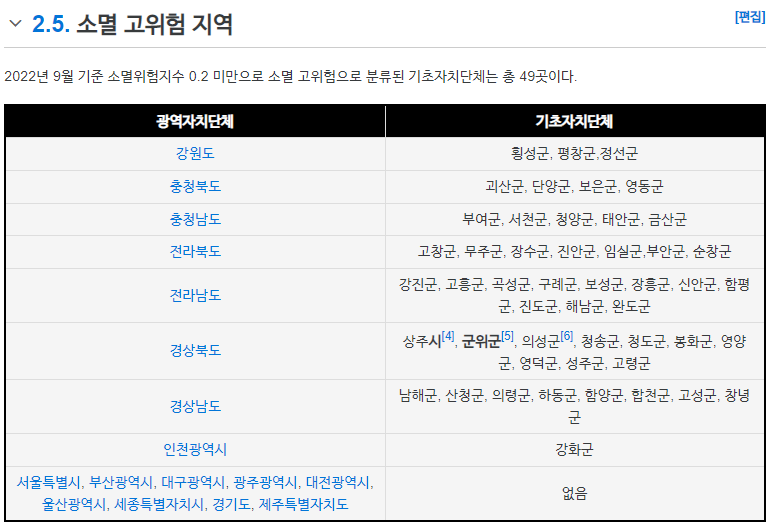 2.5. 소멸 고위험 지역 [편집]
2022년 9월 기준 소멸위험지수 0.2 미만으로 소멸 고위험으로 분류된 기초자치단체는 총 49곳이다.
광역자치단체 기초자치단체
강원도 횡성군, 평창군,정선군
충청북도 괴산군, 단양군, 보은군, 영동군
충청남도 부여군, 서천군, 청양군, 태안군, 금산군
전라북도 고창군, 무주군, 장수군, 진안군, 임실군,부안군, 순창군
전라남도 강진군, 고흥군, 곡성군, 구례군, 보성군, 장흥군, 신안군, 함평
군, 진도군, 해남군, 완도군
경상북도 상주시[4], 군위군[5], 의성군[6], 청송군, 청도군, 봉화군, 영양
군, 영덕군, 성주군, 고령군
경상남도 남해군, 산청군, 의령군, 하동군, 함양군, 합천군, 고성군, 창녕
군
인천광역시 강화군
서울특별시, 부산광역시, 대구광역시, 광주광역시, 대전광역시,
울산광역시, 세종특별자치시, 경기도, 제주특별자치도 없음